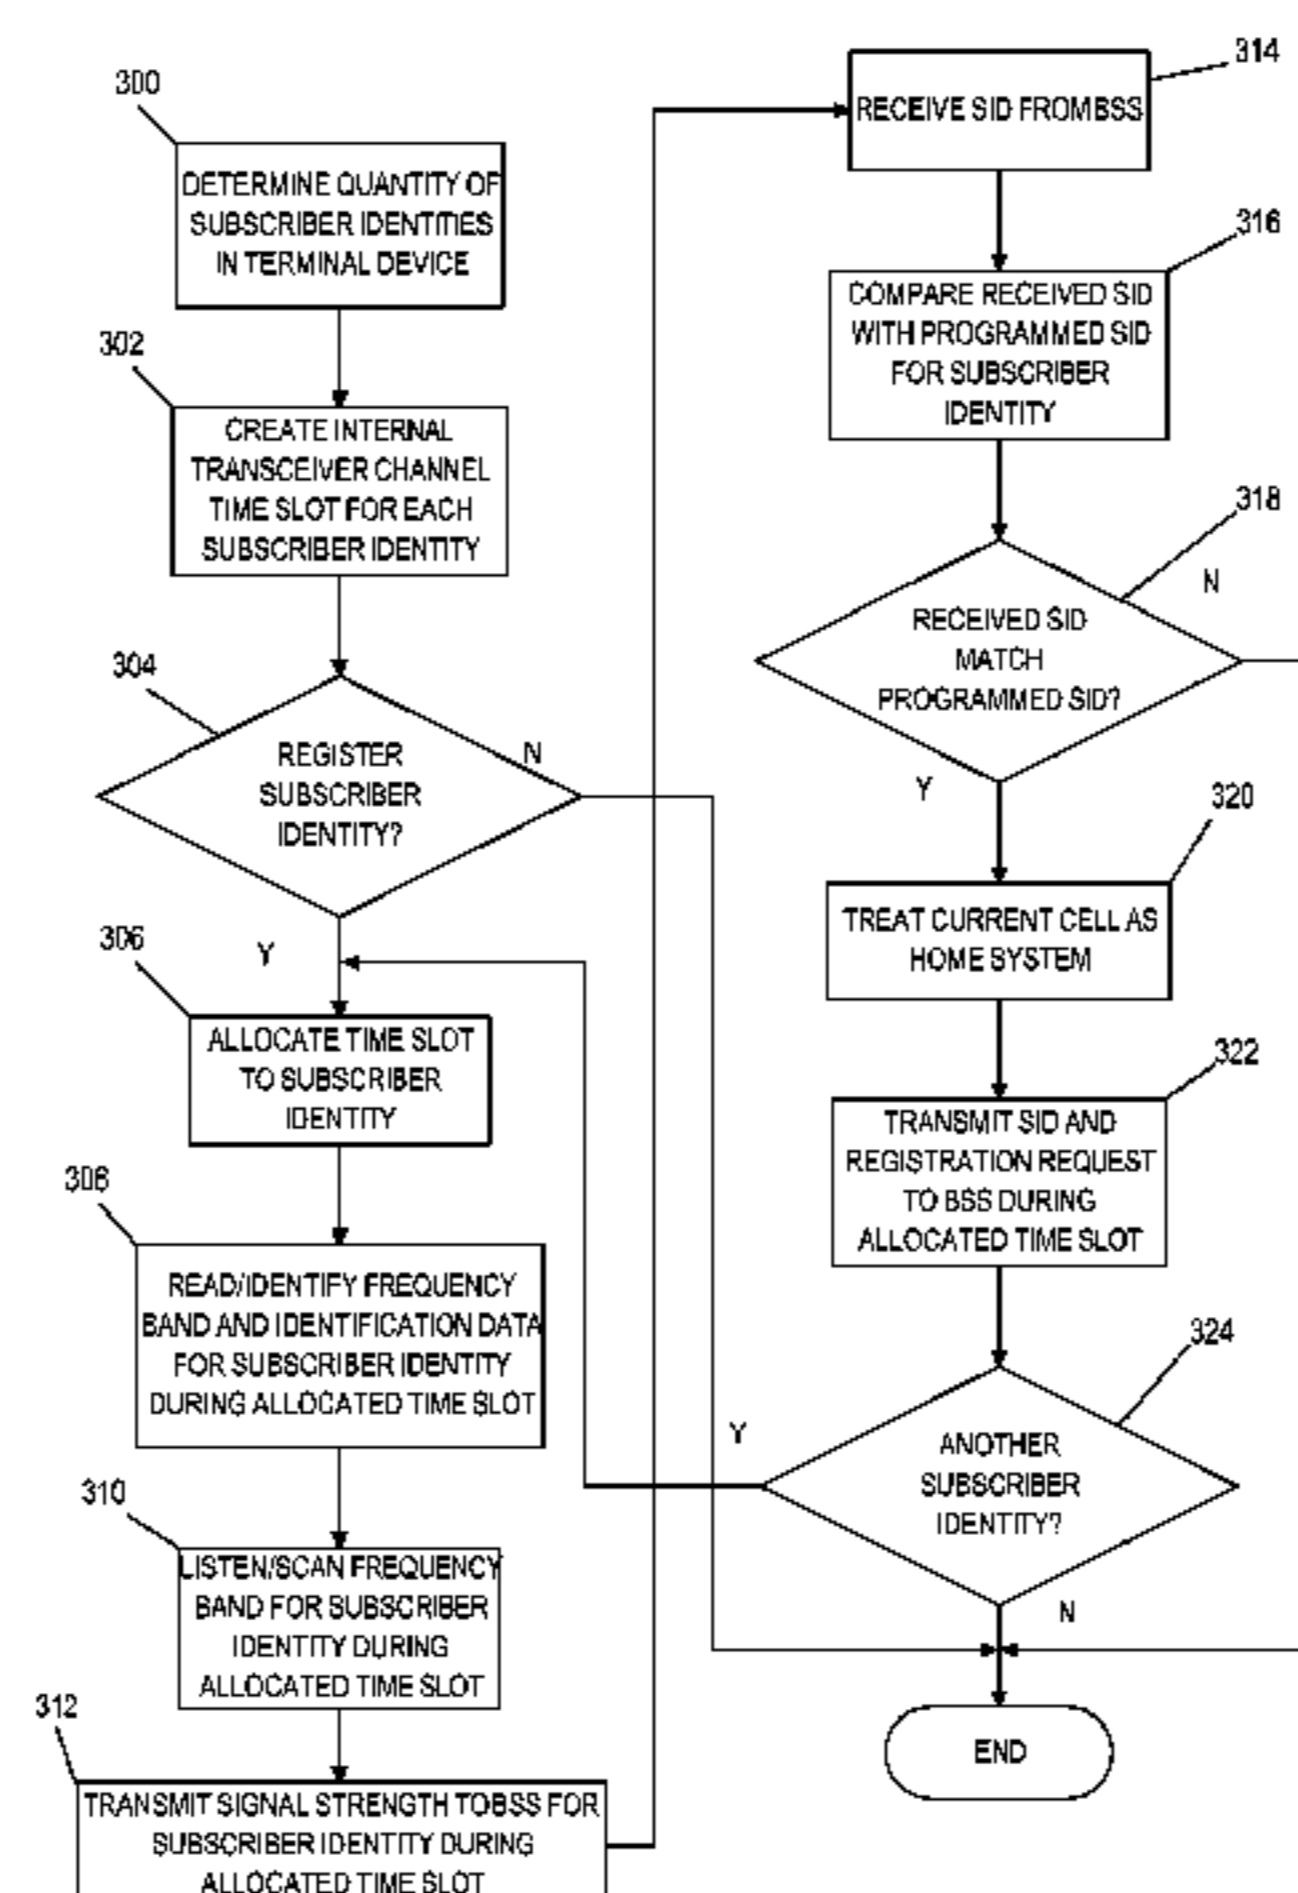 300
DETERMINE QUANTITY OF
SUBSCRIBER IDENTITIES
IN TERMINAL DEVICE
302
CREATE INTERNAL
TRANSCEIVER CHANNEL
TIME SLOT FOR EACH
SUBSCRIBER IDENTITY
304
REGISTER
SUBSCRIBER
IDENTITY?
N
Y
306
ALLOCATE TIME SLOT
TO SUBSCRIBER
IDENTITY
308
READ/IDENTIFY FREQUENCY
BAND AND IDENTIFICATION DATA
FOR SUBSCRIBER IDENTITY
DURING ALLOCATED TIME SLOT
310
LISTEN/SCAN FREQUENCY
BAND FOR SUBSCRIBER
IDENTITY DURING
ALLOCATED TIME SLOT
312
TRANSMIT SIGNAL STRENGTH TOBSS FOR
SUBSCRIBER IDENTITY DURING
ALLOCATED TIME SLOT
314
RECEIVE SID FROMBSS
316
COMPARE RECEIVED SID
WITH PROGRAMMED SID
FOR SUBSCRIBER
IDENTITY
318
N
RECEIVED SID
MATCH
PROGRAMMED SID?
Y
320
TREAT CURRENT CELL AS
HOME SYSTEM
322
TRANSMIT SID AND
REGISTRATION REQUEST
TO BSS DURING
ALLOCATED TIME SLOT
324
Y
ANOTHER
SUBSCRIBER
IDENTITY?
N
END